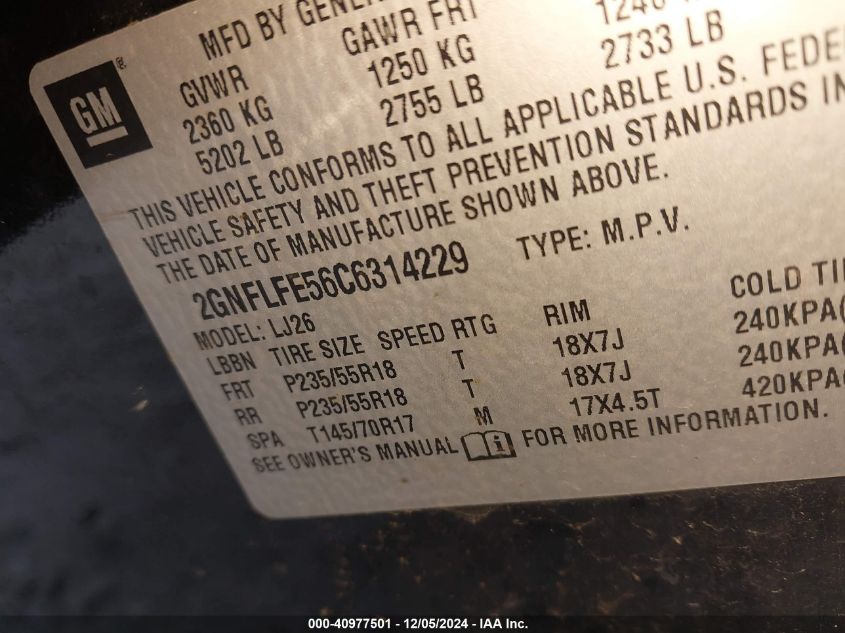 GM
MFD BY
GVWR GAWR FRT
2360 KG 1250 KG
5202 LB 2755 LB 2733 LB
THIS VEHICLE CONFORMS TO ALL APPLICABLE U.S.
VEHICLE SAFETY AND THEFT PREVENTION STANDARDS IN
THE DATE OF MANUFACTURE SHOWN ABOVE.
2GNFLFE56C6314229 TYPE: M.P.V.
MODEL: LJ26
LBBN TIRE SIZE SPEED RTG RIM COLD
FRT P235/55R18 T 18X7J 240KPA(
RR P235/55R18 T 18X7J 240KPA(
SPA T145/70R17 M 17X4.5T 420KPA(
SEE OWNER'S MANUAL i FOR MORE INFORMATION.
000-40977501 - 12/05/2024 - IAA Inc.